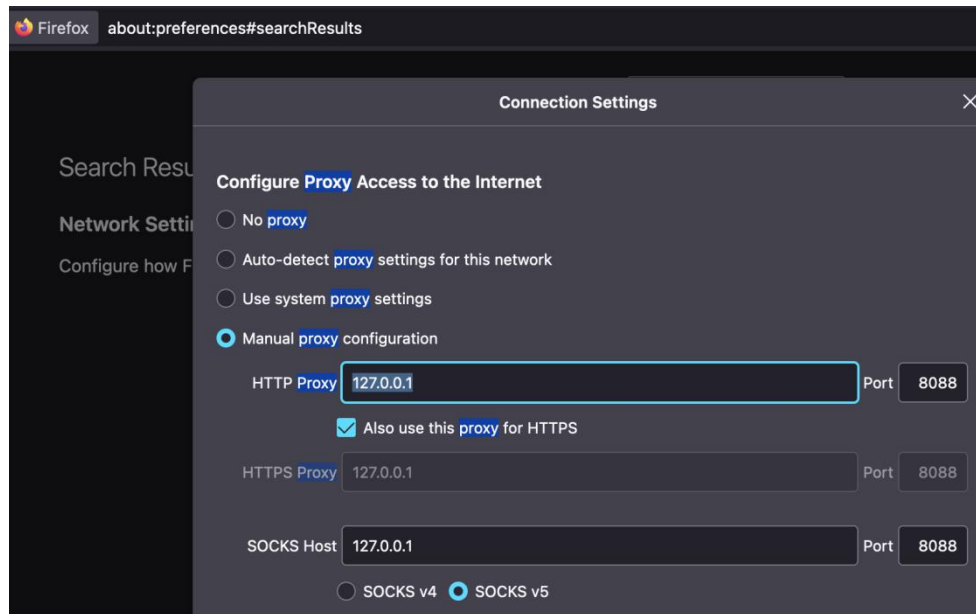 Firefox about:preferences#searchResults
Connection Settings
Search Resu
Configure Proxy Access to the Internet
No proxy
Network Settin
Auto-detect proxy settings for this network
Configure how F
Use system proxy settings
Manual proxy configuration
HTTP Proxy 127.0.0.1 Port 8088
Also use this proxy for HTTPS
HTTPS Proxy 127.0.0.1 Port 8088
SOCKS Host 127.0.0.1 Port 8088
SOCKS v4 SOCKS v5